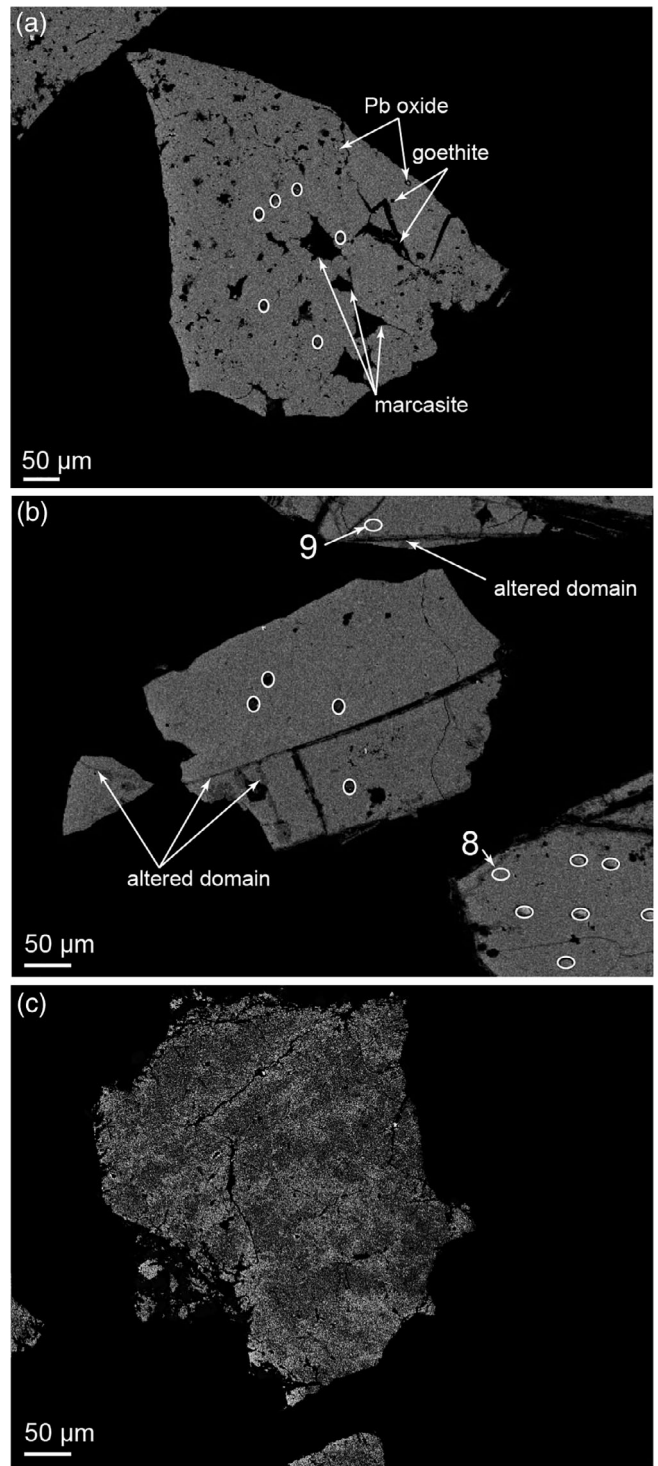 (a)
Pb oxide
goethite
marcasite
50 µm
(b)
9
altered domain
8
altered domain
50 µm
(c)
50 µm